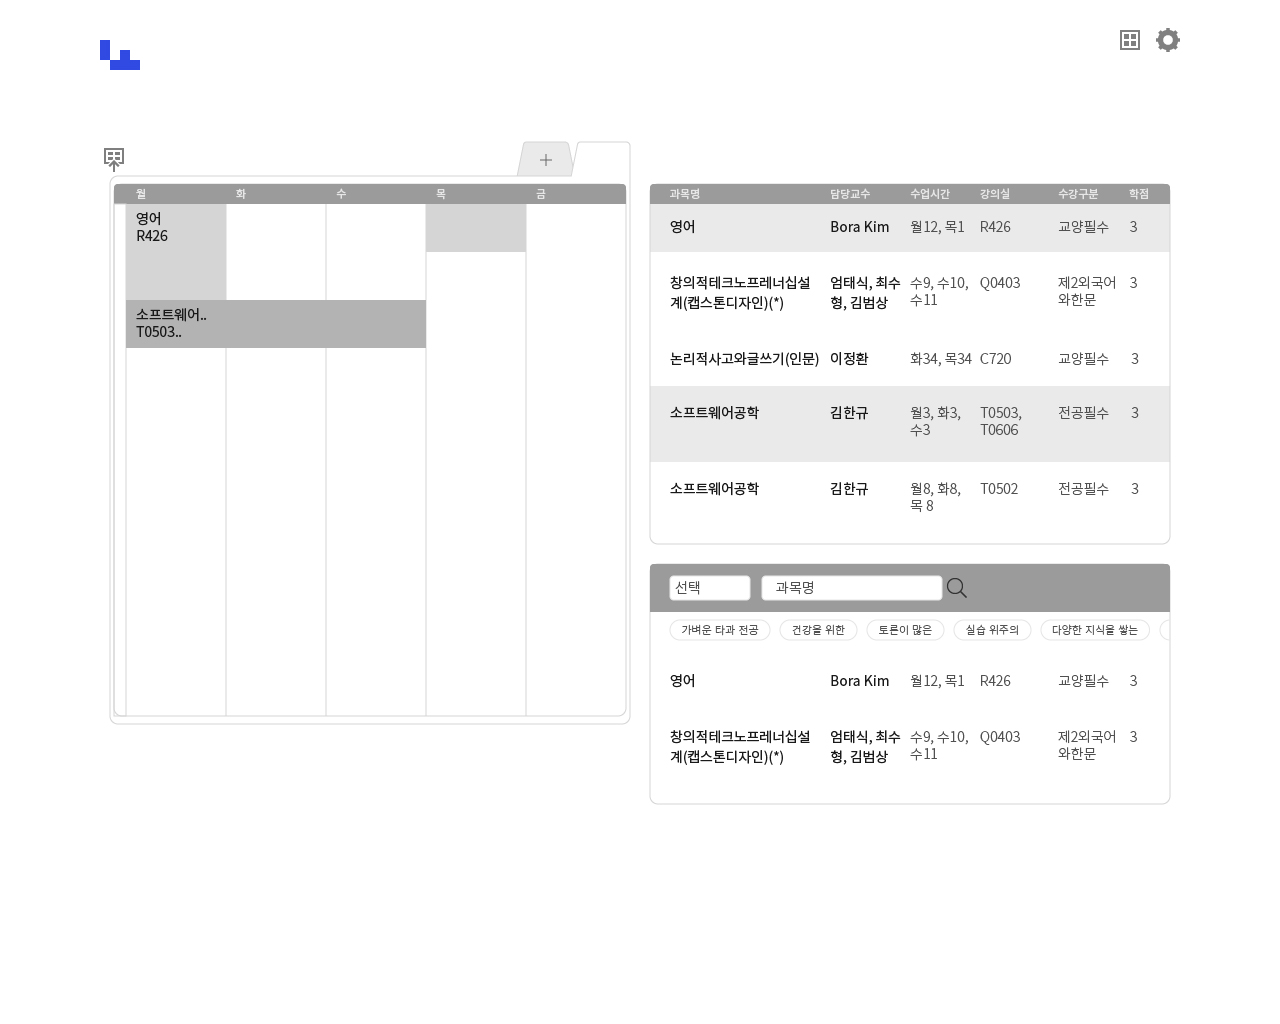 월 화 수 목 금
영어
R426
소프트웨어..
T0503..
과목명 담당교수 수업시간 강의실 수강구분 학점
영어 Bora Kim 월12, 목1 R426 교양필수 3
창의적테크노프레너십설 엄태식, 최수 수9, 수10, Q0403 제2외국어 3
계(캡스톤디자인)(*) 형, 김범상 수11 와한문
논리적사고와글쓰기(인문) 이정환 화34, 목34 C720 교양필수 3
소프트웨어공학 김한규 월3, 화3, T0503, 전공필수 3
수3 T0606
소프트웨어공학 김한규 월8, 화8, T0502 전공필수 3
목 8
선택 과목명
가벼운 타과 전공 건강을 위한 토론이 많은 실습 위주의 다양한 지식을 쌓는
영어 Bora Kim 월12, 목1 R426 교양필수 3
창의적테크노프레너십설 엄태식, 최수 수9, 수10, Q0403 제2외국어 3
계(캡스톤디자인)(*) 형, 김범상 수11 와한문